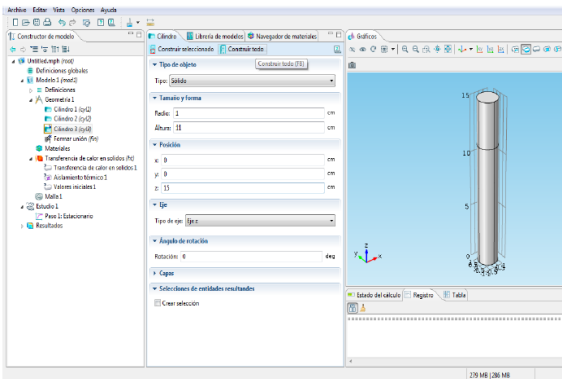 Archivo Editar Vista Opciones Ayuda
Constructor de modelo
Untitled.mph (root)
Definiciones globales
Modelo 1 (mod1)
Definiciones
Geometría 1
Cilindro 1 (cyl1)
Cilindro 2 (cyl2)
Cilindro 3 (cyl3)
Formar unión (fin)
Materiales
Transferencia de calor en solidos (ht)
Transferencia de calor en solidos 1
Aislamiento térmico 1
Valores iniciales 1
Malla 1
Estudio 1
Paso 1: Estacionario
Resultados
Cilindro Librería de modelos Navegador de materiales
Construir seleccionado Construir todo
Construir todo (F8)
Tipo de objeto
Tipo: Sólido
Tamaño y forma
Radio: 1 cm
Altura: 11 cm
Posición
x: 0 cm
y: 0 cm
z: 15 cm
Eje
Tipo de eje: Eje z
Ángulo de rotación
Rotación: 0 deg
Capas
Selecciones de entidades resultantes
Crear selección
Gráficos
15
10
5
0
z
y x
Estado del cálculo Registro Tabla
279 MB | 286 MB